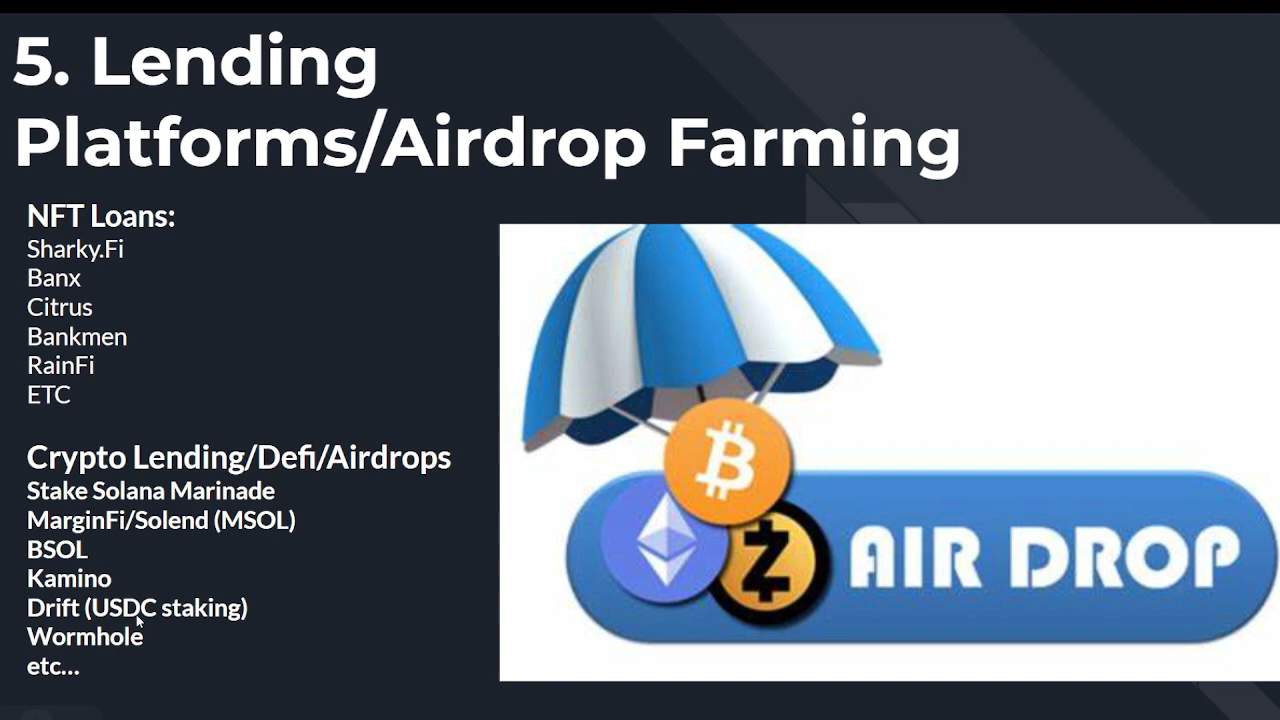 5. Lending
Platforms/Airdrop Farming
NFT Loans:
Sharky.Fi
Banx
Citrus
Bankmen
RainFi
ETC
Crypto Lending/Defi/Airdrops
Stake Solana Marinade
MarginFi/Solend (MSOL)
BSOL
Kamino
Drift (USDC staking)
Wormhole
etc...
AIR DROP